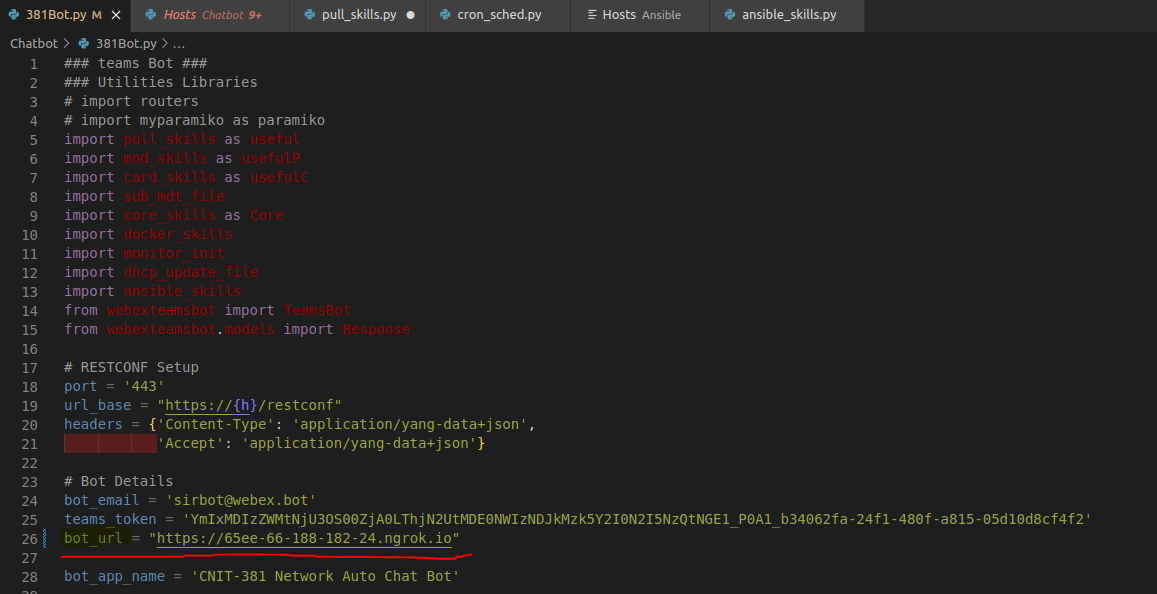 381Bot.py M
Hosts Chatbot 9+
pull_skills.py
cron_sched.py
Hosts Ansible
ansible_skills.py
Chatbot > 381Bot.py > ...
1 ### teams Bot ###
2 ### Utilities Libraries
3 # import routers
4 # import myparamiko as paramiko
5 import pull_skills as useful
6 import mod_skills as usefulP
7 import card_skills as usefulC
8 import sub_mdt_file
9 import core_skills as Core
10 import docker_skills
11 import monitor_init
12 import dhcp_update_file
13 import ansible_skills
14 from webexteamsbot import TeamsBot
15 from webexteamsbot.models import Response
16
17 # RESTCONF Setup
18 port = '443'
19 url_base = "https://{h}/restconf"
20 headers = {'Content-Type': 'application/yang-data+json',
21 'Accept': 'application/yang-data+json'}
22
23 # Bot Details
24 bot_email = 'sirbot@webex.bot'
25 teams_token = 'YmIxMDIzZWMtNjU3OS00ZjA0LThjN2UtMDE0NWIzNDJkMzk5Y2I0N2I5NzQtNGE1_P0A1_b34062fa-24f1-480f-a815-05d10d8cf4f2'
26 bot_url = "https://65ee-66-188-182-24.ngrok.io"
27
28 bot_app_name = 'CNIT-381 Network Auto Chat Bot'